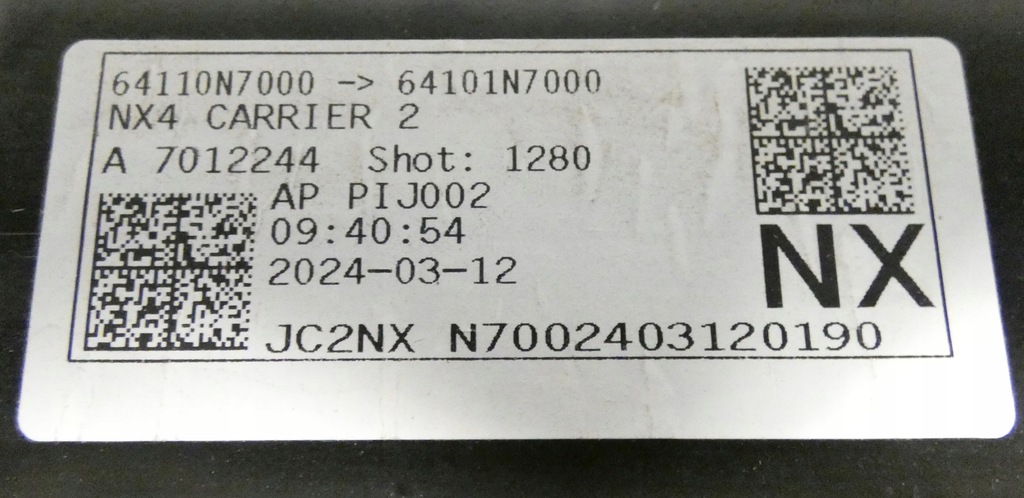 64110N7000 -> 64101N7000
NX4 CARRIER 2
A 7012244 Shot: 1280
AP PIJ002
09:40:54
2024-03-12
NX
JC2NX N7002403120190